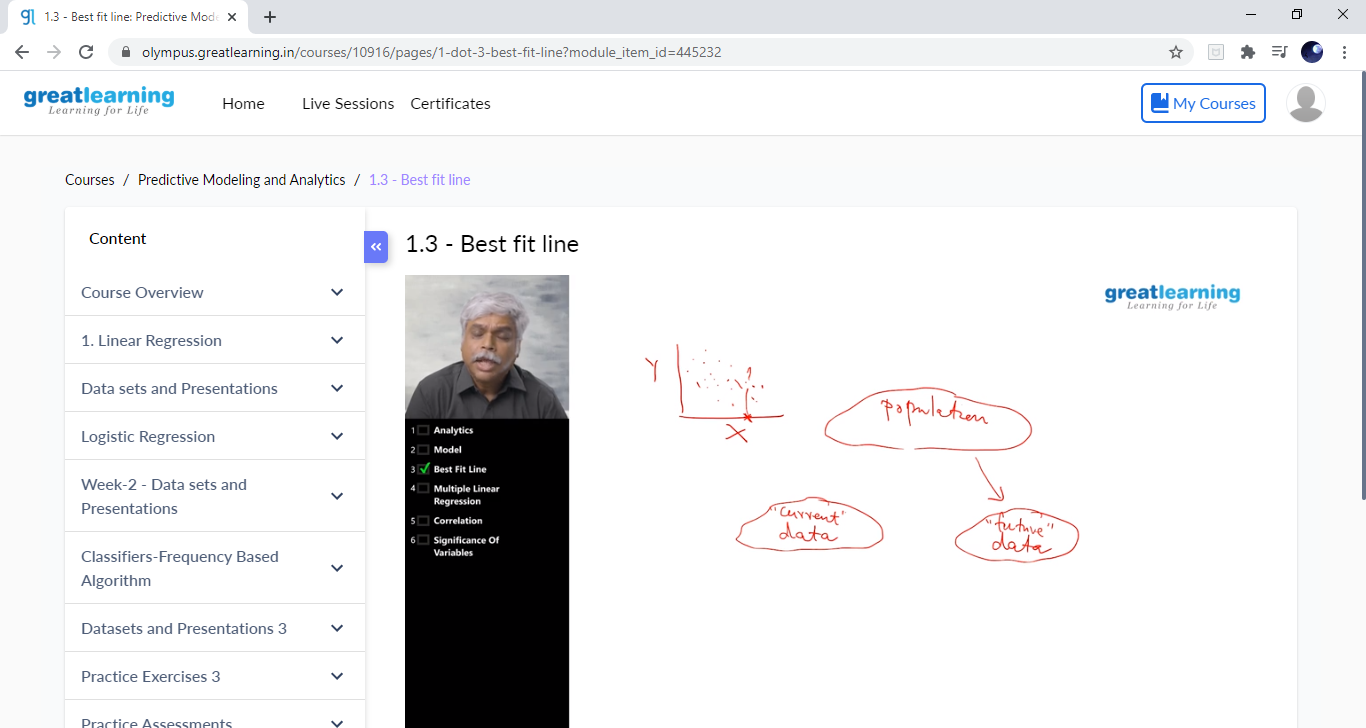 1.3 - Best fit line: Predictive Mode
olympus.greatlearning.in/courses/10916/pages/1-dot-3-best-fit-line?module_item_id=445232
greatlearning
Learning for Life
Home
Live Sessions
Certificates
My Courses
Courses / Predictive Modeling and Analytics / 1.3 - Best fit line
Content
Course Overview
1. Linear Regression
Data sets and Presentations
Logistic Regression
Week-2 - Data sets and
Presentations
Classifiers-Frequency Based
Algorithm
Datasets and Presentations 3
Practice Exercises 3
Practice Assessments
1.3 - Best fit line
1 Analytics
2 Model
3 Best Fit Line
4 Multiple Linear
Regression
5 Correlation
6 Significance Of
Variables
greatlearning
Learning for Life
Y
X
population
"current"
data
"future"
data